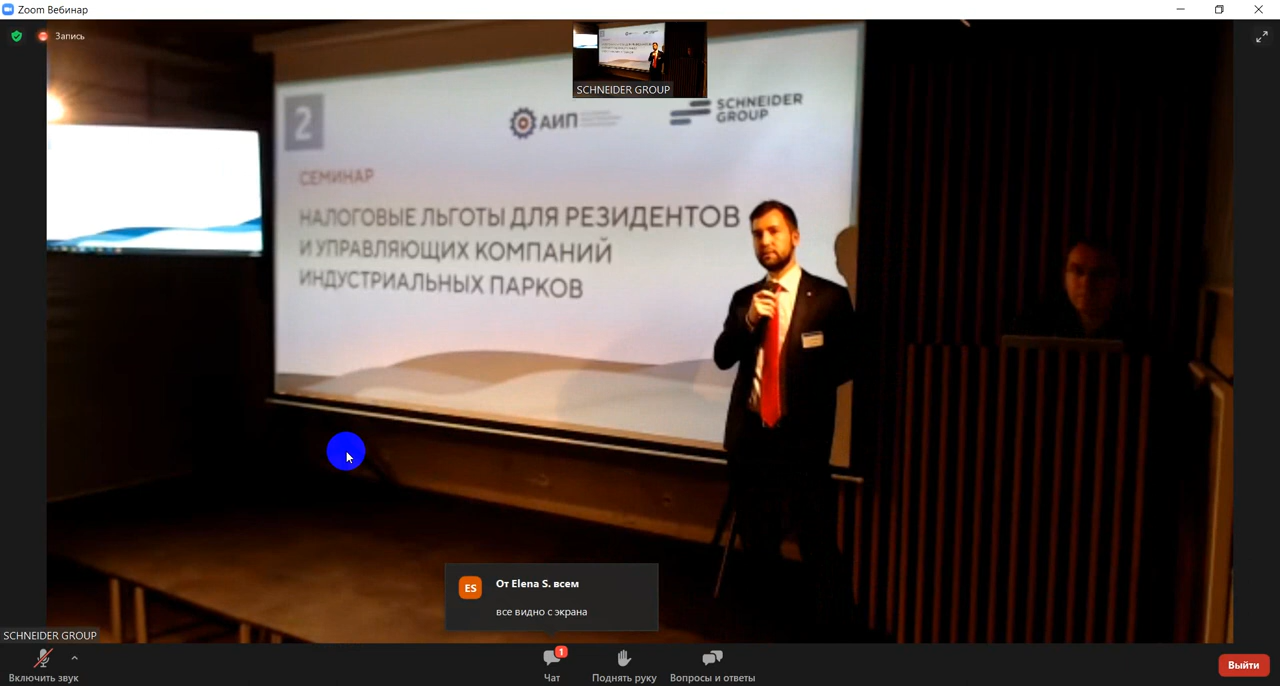 Zoom Вебинар
Запись
SCHNEIDER GROUP
2
АИП
SCHNEIDER
GROUP
СЕМИНАР
НАЛОГОВЫЕ ЛЬГОТЫ ДЛЯ РЕЗИДЕНТОВ
И УПРАВЛЯЮЩИХ КОМПАНИЙ
ИНДУСТРИАЛЬНЫХ ПАРКОВ
ES
От Elena S. всем
все видно с экрана
SCHNEIDER GROUP
1
Включить звук
Чат
Поднять руку
Вопросы и ответы
Выйти